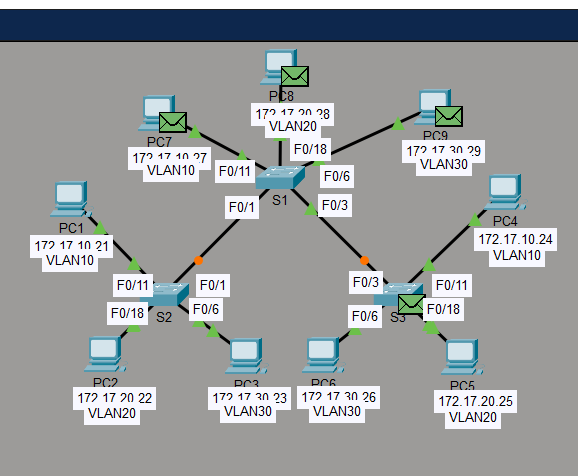 PC8
172.17.20.28
VLAN20
PC7
172.17.10.27
VLAN10
PC9
172.17.30.29
VLAN30
F0/18
F0/11
F0/6
S1
F0/1
F0/3
PC1
172.17.10.21
VLAN10
PC4
172.17.10.24
VLAN10
F0/11
F0/1
F0/18
F0/6
S2
F0/3
F0/11
F0/6
F0/18
S3
PC2
172.17.20.22
VLAN20
PC3
172.17.30.23
VLAN30
PC6
172.17.30.26
VLAN30
PC5
172.17.20.25
VLAN20